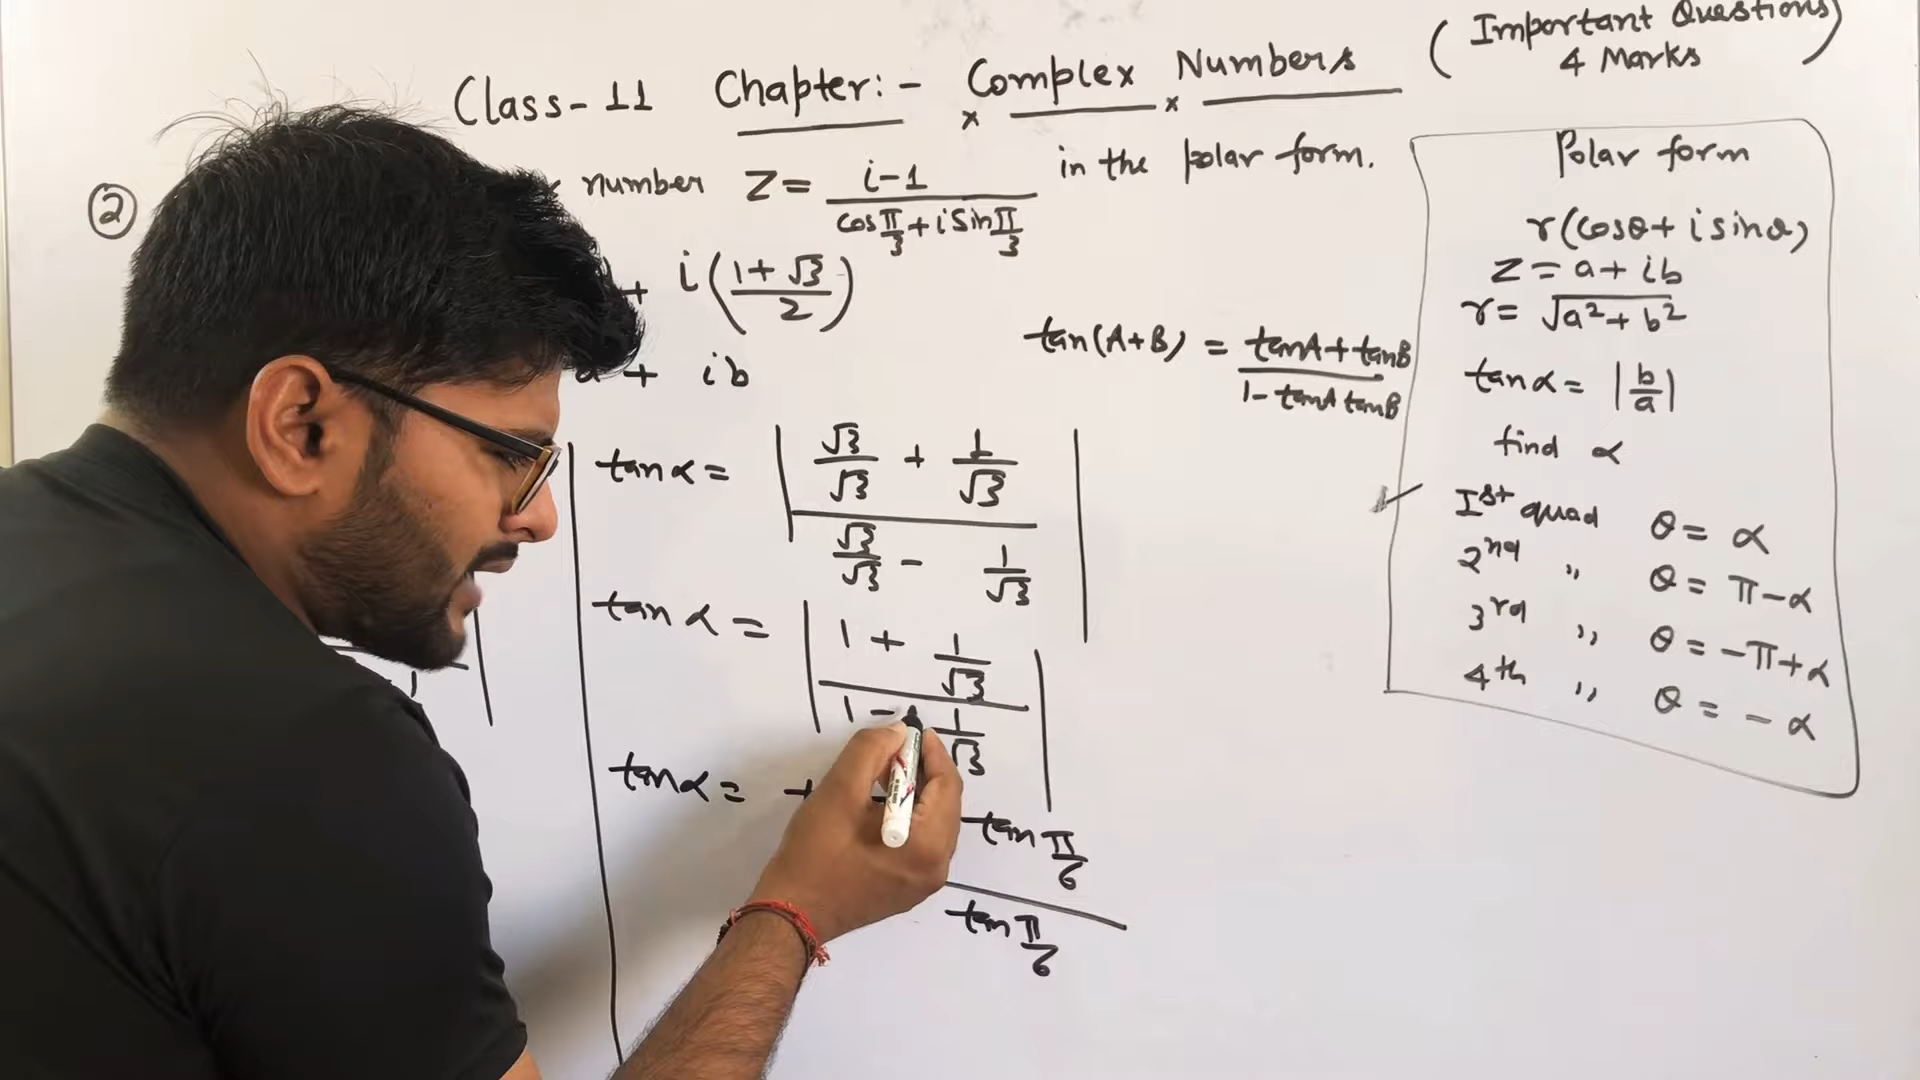 Class-11 Chapter:- Complex Numbers
(Important Questions)
4 Marks
② number Z = i-1 / cos π/3 + i sin π/3 in the polar form.
+ i(1+√3 / 2)
a + ib
tan(A+B) = tanA + tanB / 1- tanA tanB
tanα = | √3/√3 + 1/√3 / √3/√3 - 1/√3 |
tanα = | 1 + 1/√3 / 1 - 1/√3 |
tanα =
tan π/6
tan π/6
Polar form
r(cosθ + i sinθ)
Z = a + ib
r = √a² + b²
tanα = |b/a|
find α
Ist quad θ = α
2nd ,, θ = π-α
3rd ,, θ = -π+α
4th ,, θ = -α